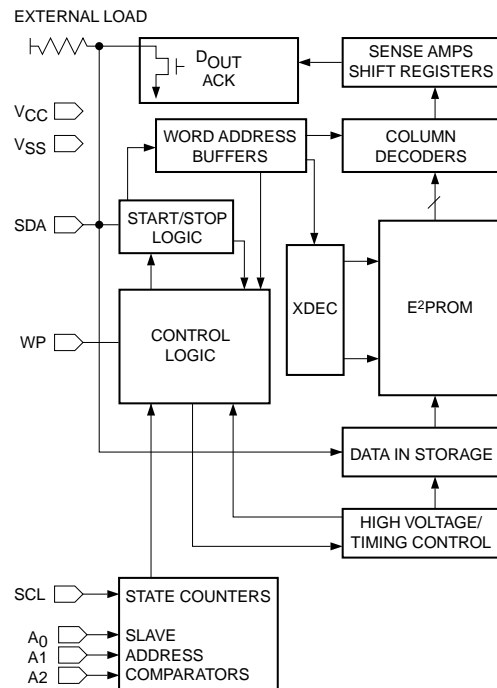 EXTERNAL LOAD
DOUT
ACK
SENSE AMPS
SHIFT REGISTERS
VCC
VSS
WORD ADDRESS
BUFFERS
COLUMN
DECODERS
SDA
START/STOP
LOGIC
XDEC
E²PROM
WP
CONTROL
LOGIC
DATA IN STORAGE
HIGH VOLTAGE/
TIMING CONTROL
SCL
STATE COUNTERS
A0
SLAVE
A1
ADDRESS
A2
COMPARATORS